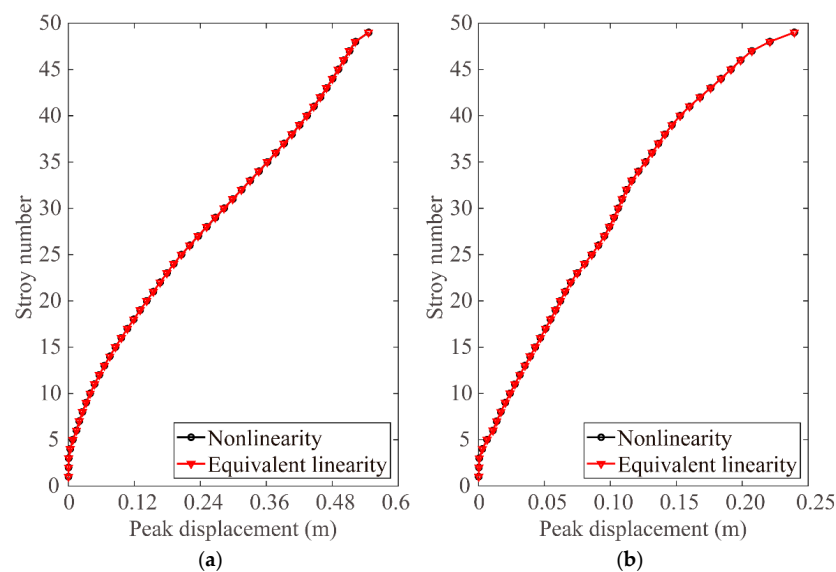 50
45
40
35
30
25
20
15
10
5
0
Stroy number
Nonlinearity
Equivalent linearity
0 0.12 0.24 0.36 0.48 0.6
Peak displacement (m)
(a)
50
45
40
35
30
25
20
15
10
5
0
Stroy number
Nonlinearity
Equivalent linearity
0 0.05 0.10 0.15 0.20 0.25
Peak displacement (m)
(b)